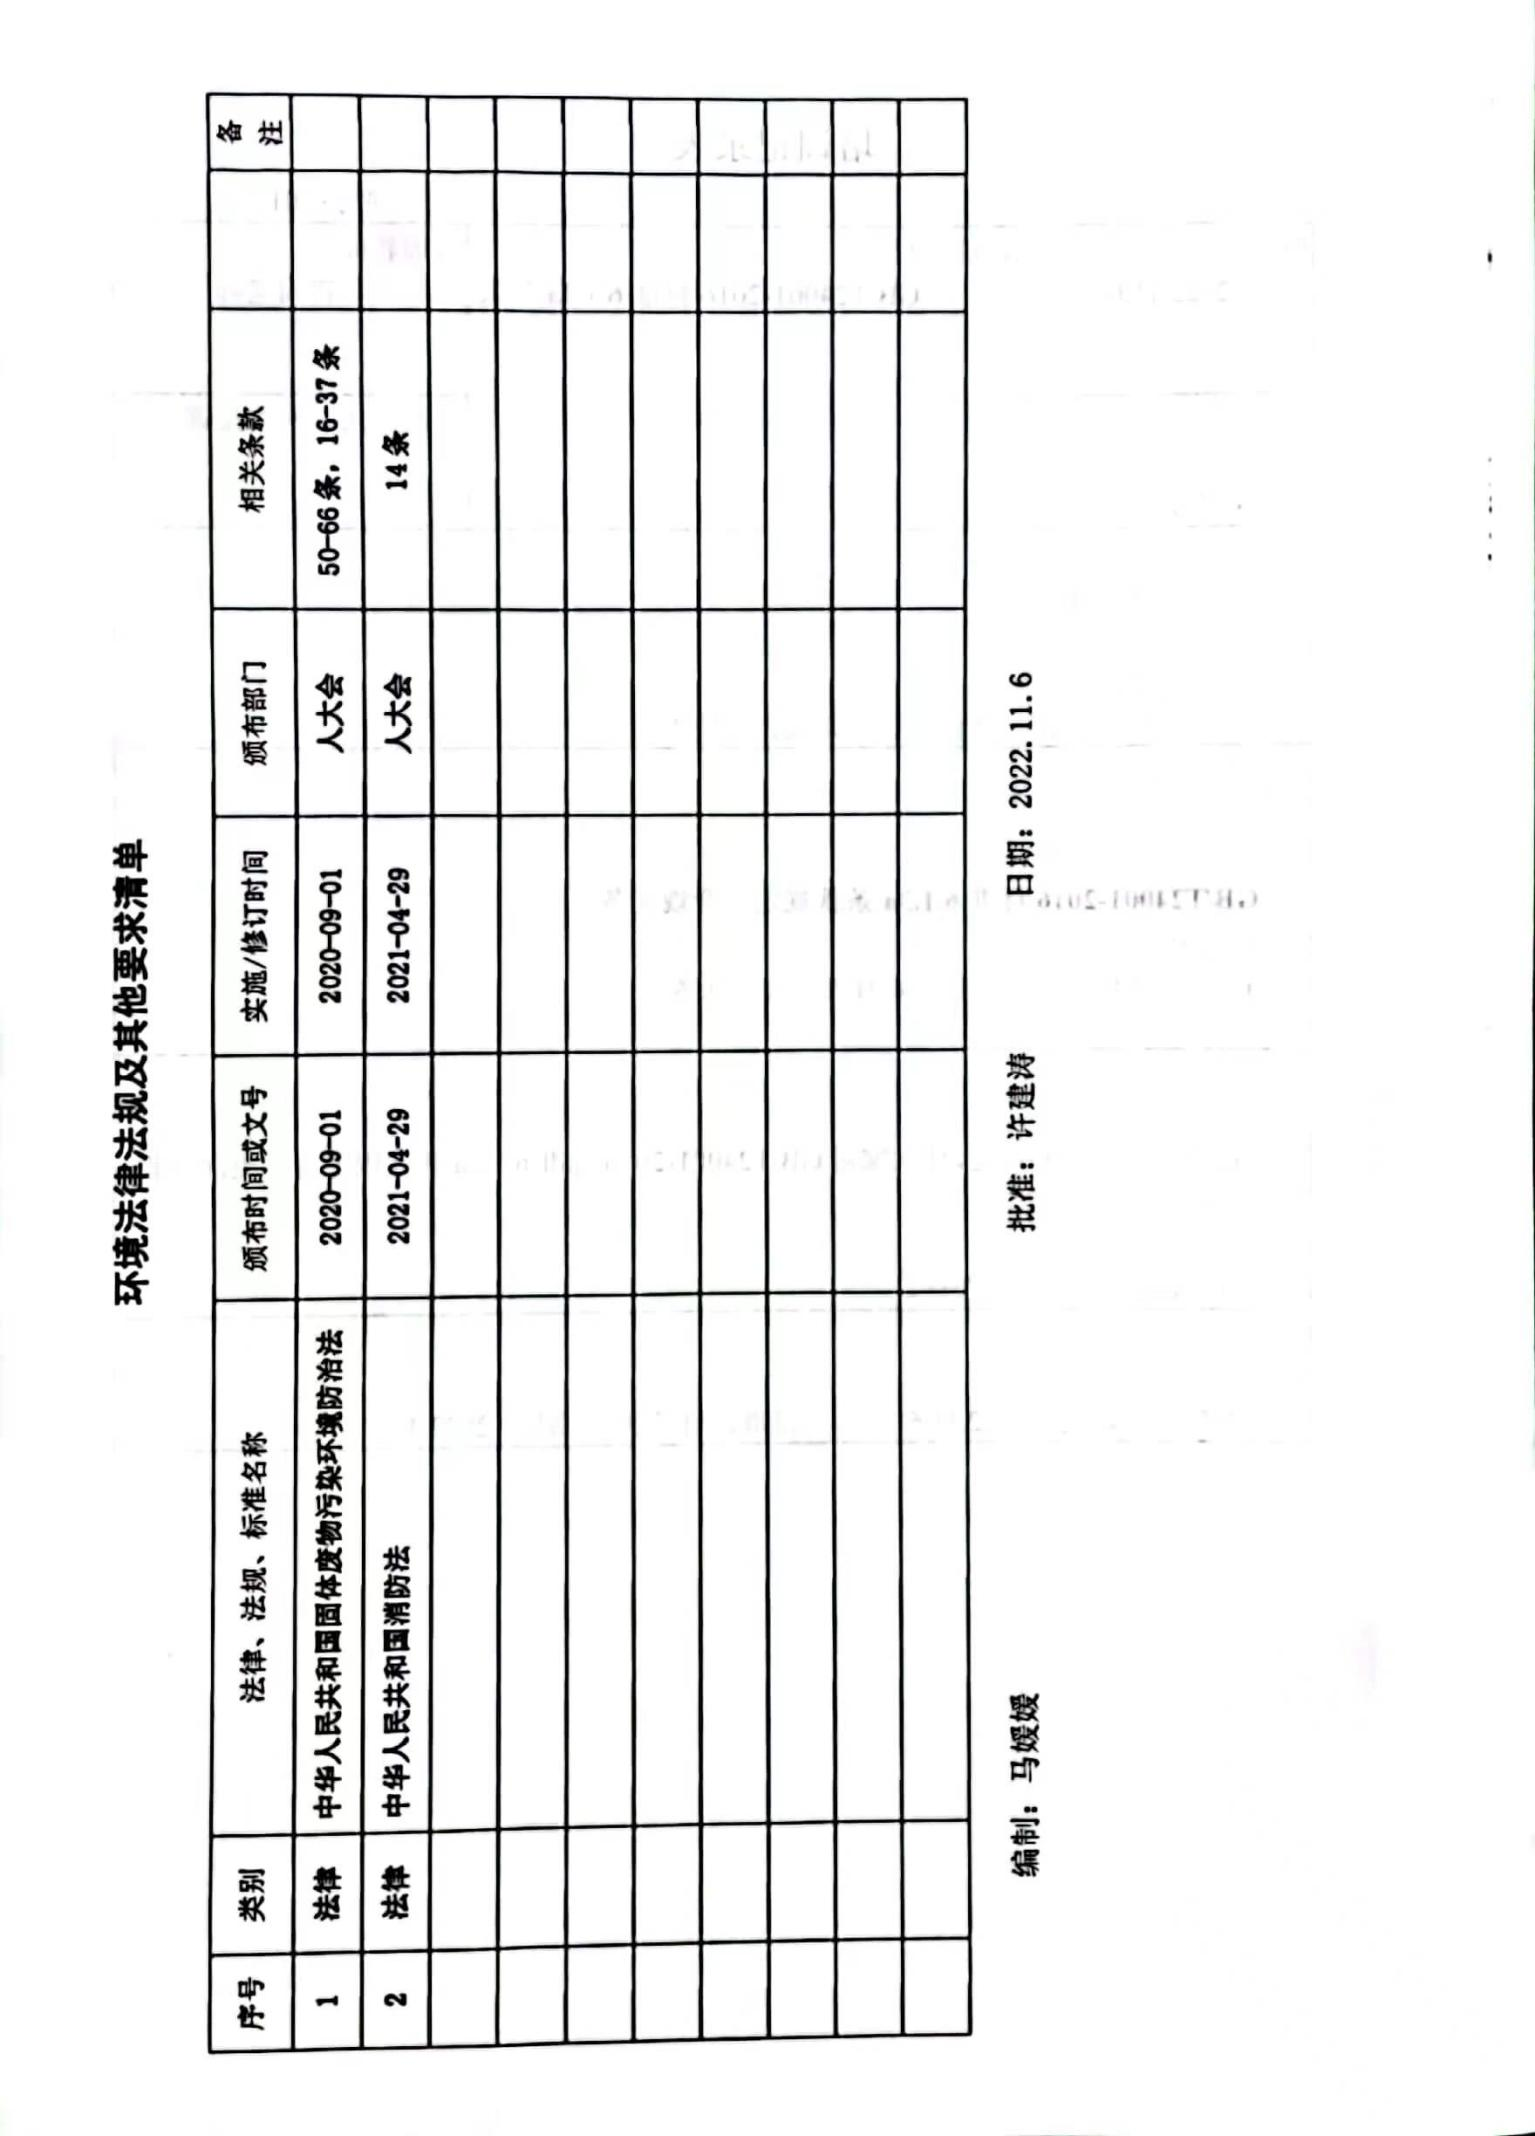 环境法律法规及其他要求清单
序号 类别 法律、法规、标准名称 颁布时间或文号 实施/修订时间 颁布部门 相关条款 备注
1 法律 中华人民共和国固体废物污染环境防治法 2020-09-01 2020-09-01 人大会 50-66条，16-37条
2 法律 中华人民共和国消防法 2021-04-29 2021-04-29 人大会 14条
编制：马媛媛 批准：许建涛 日期：2022.11.6